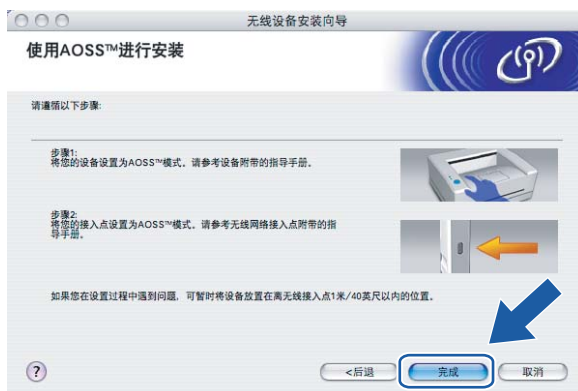 无线设备安装向导
使用AOSS™进行安装
请遵循以下步骤:
步骤1:
将您的设备设置为AOSS™模式。请参考设备附带的指导手册。
步骤2:
将您的接入点设置为AOSS™模式。请参考无线网络接入点附带的指
导手册。
如果您在设置过程中遇到问题，可暂时将设备放置在离无线接入点1米/40英尺以内的位置。
?
<后退
完成
取消